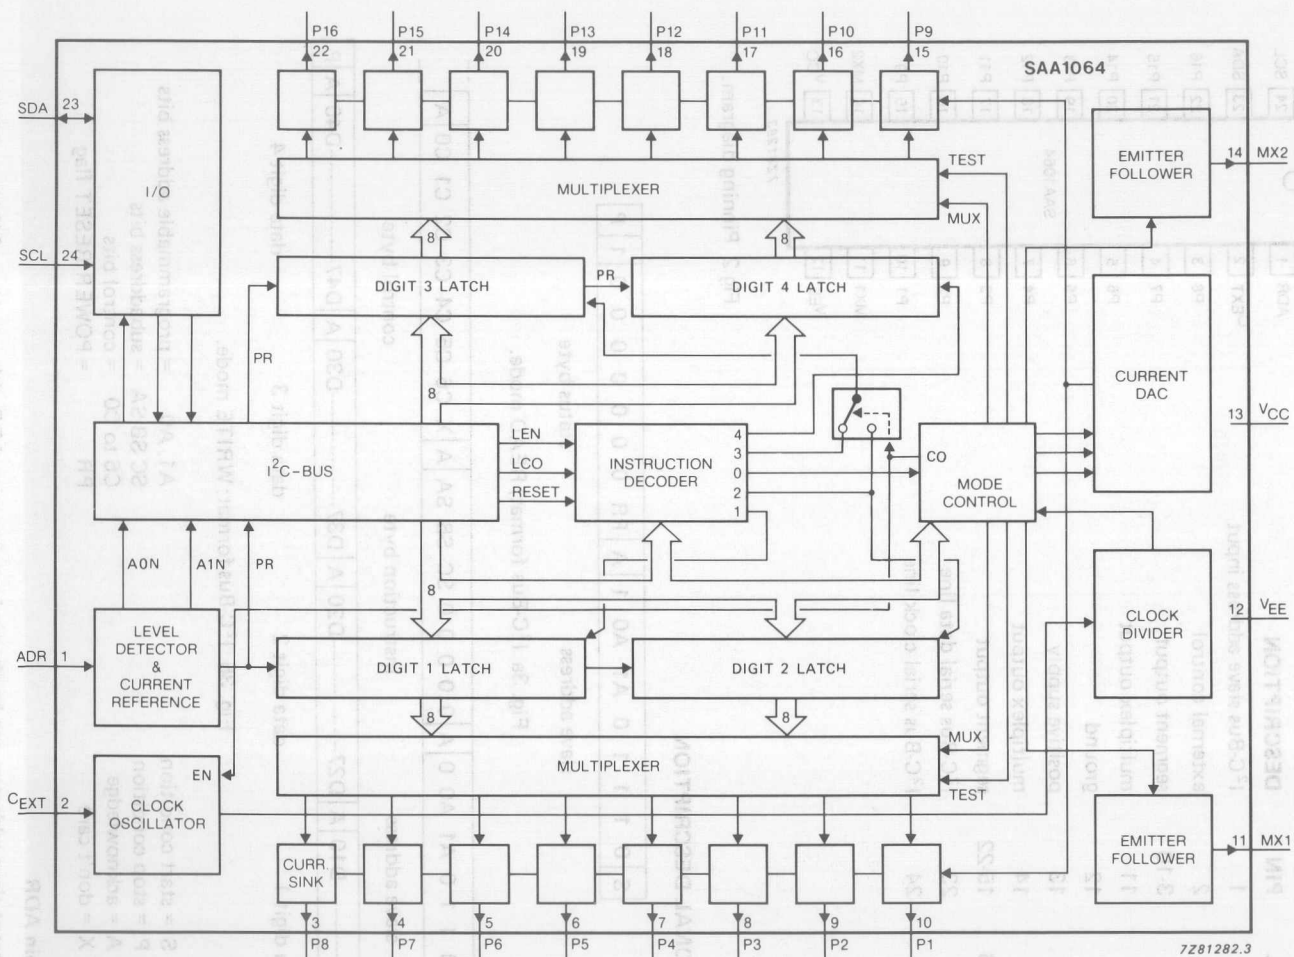 P16 P15 P14 P13 P12 P11 P10 P9
22 21 20 19 18 17 16 15
SAA1064
SDA 23
I/O
SCL 24
MULTIPLEXER
TEST
MUX
EMITTER FOLLOWER
14 MX2
8 8
DIGIT 3 LATCH
PR
DIGIT 4 LATCH
PR
CURRENT DAC
13 VCC
8
I²C-BUS
LEN
LCO
RESET
INSTRUCTION DECODER
4
3
0
2
1
CO
MODE CONTROL
A0N A1N PR
8
ADR 1
LEVEL DETECTOR & CURRENT REFERENCE
DIGIT 1 LATCH
DIGIT 2 LATCH
CLOCK DIVIDER
12 VEE
8 8
MULTIPLEXER
MUX
TEST
EN
CEXT 2
CLOCK OSCILLATOR
CURR. SINK
EMITTER FOLLOWER
11 MX1
3 4 5 6 7 8 9 10
P8 P7 P6 P5 P4 P3 P2 P1
7Z81282.3